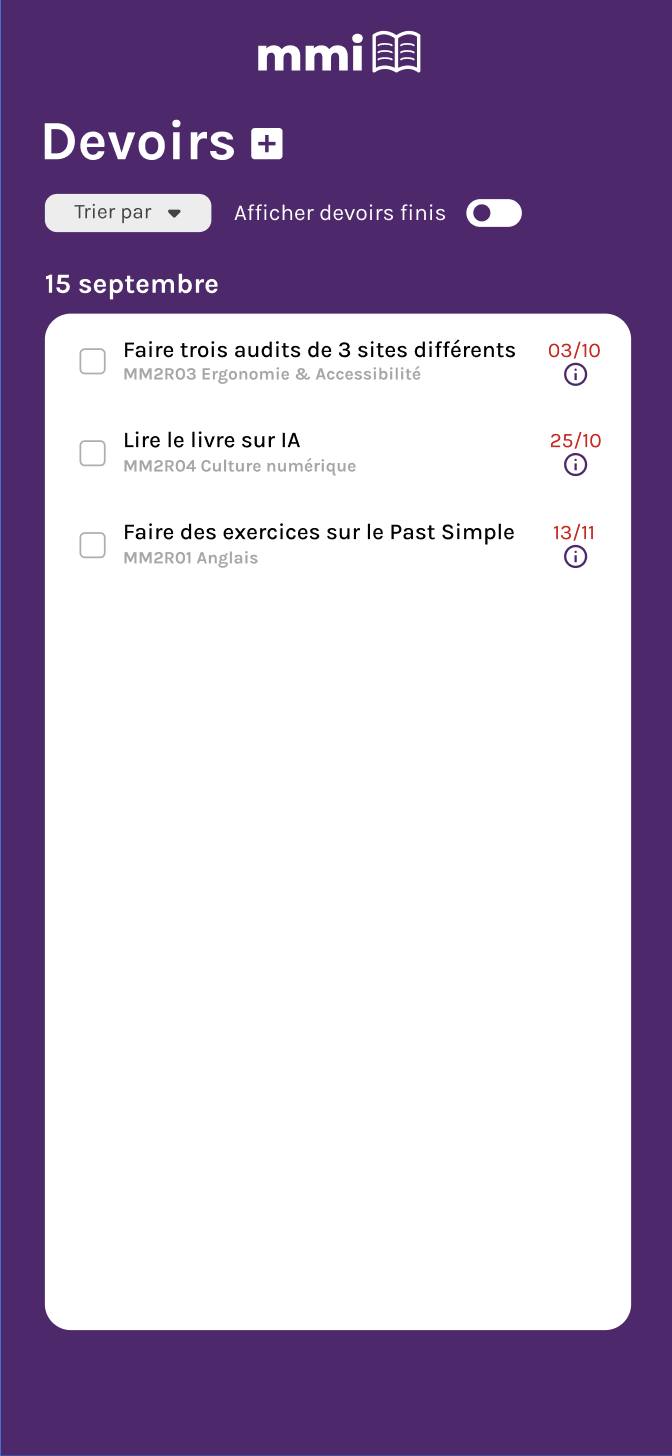 mmi
Devoirs
Trier par
Afficher devoirs finis
15 septembre
Faire trois audits de 3 sites différents
03/10
MM2R03 Ergonomie & Accessibilité
Lire le livre sur IA
25/10
MM2R04 Culture numérique
Faire des exercices sur le Past Simple
13/11
MM2R01 Anglais